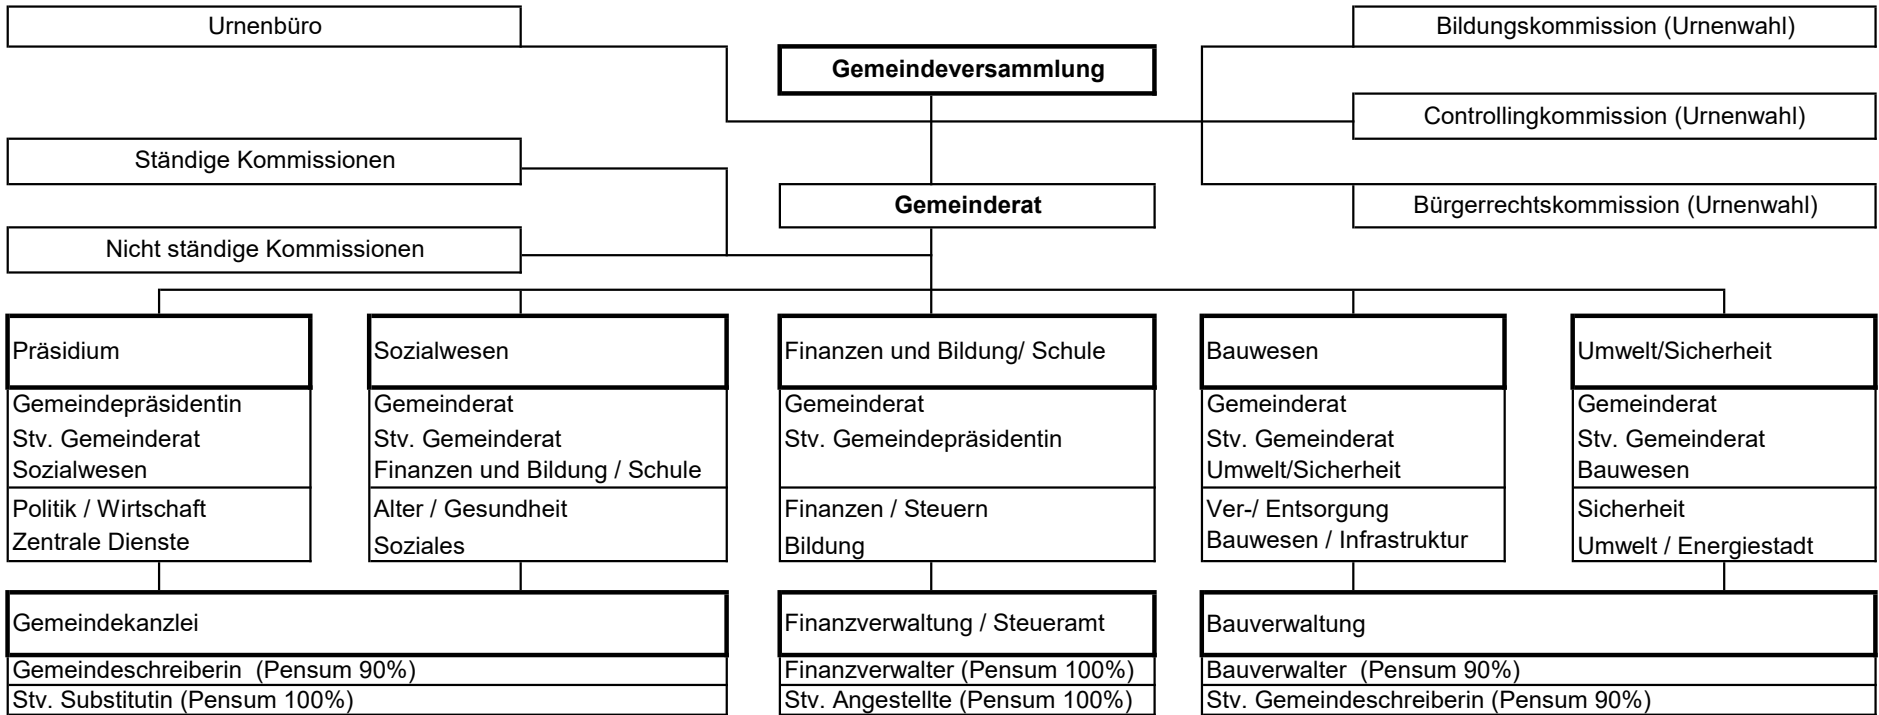 Urnenbüro
Bildungskommission (Urnenwahl)
Gemeindeversammlung
Controllingkommission (Urnenwahl)
Ständige Kommissionen
Gemeinderat
Bürgerrechtskommission (Urnenwahl)
Nicht ständige Kommissionen
Präsidium
Gemeindepräsidentin
Stv. Gemeinderat
Sozialwesen
Politik / Wirtschaft
Zentrale Dienste
Sozialwesen
Gemeinderat
Stv. Gemeinderat
Finanzen und Bildung / Schule
Alter / Gesundheit
Soziales
Finanzen und Bildung/ Schule
Gemeinderat
Stv. Gemeindepräsidentin
Finanzen / Steuern
Bildung
Bauwesen
Gemeinderat
Stv. Gemeinderat
Umwelt/Sicherheit
Ver-/ Entsorgung
Bauwesen / Infrastruktur
Umwelt/Sicherheit
Gemeinderat
Stv. Gemeinderat
Bauwesen
Sicherheit
Umwelt / Energiestadt
Gemeindekanzlei
Gemeindeschreiberin  (Pensum 90%)
Stv. Substitutin (Pensum 100%)
Finanzverwaltung / Steueramt
Finanzverwalter (Pensum 100%)
Stv. Angestellte (Pensum 100%)
Bauverwaltung
Bauverwalter  (Pensum 90%)
Stv. Gemeindeschreiberin (Pensum 90%)